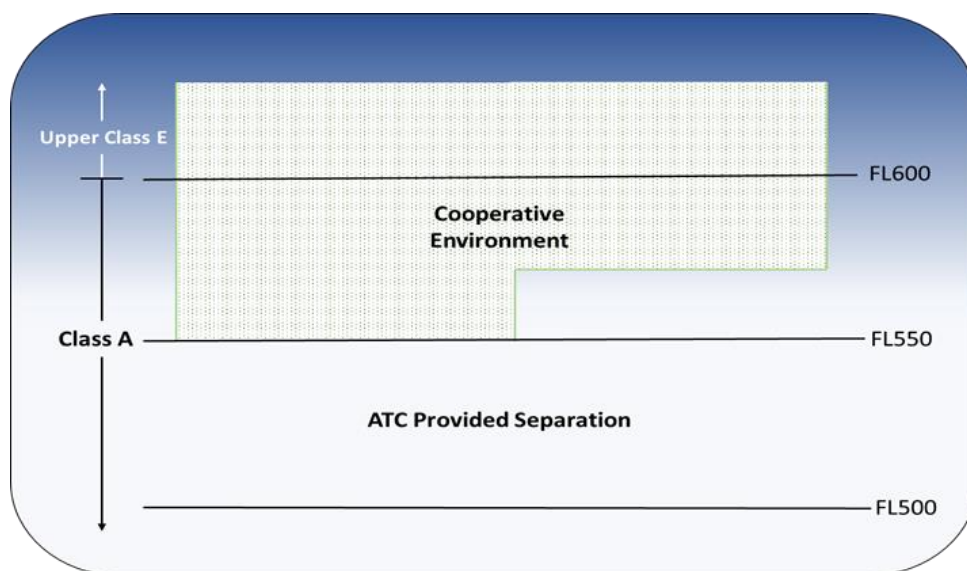 Upper Class E
FL600
Cooperative
Environment
Class A
FL550
ATC Provided Separation
FL500